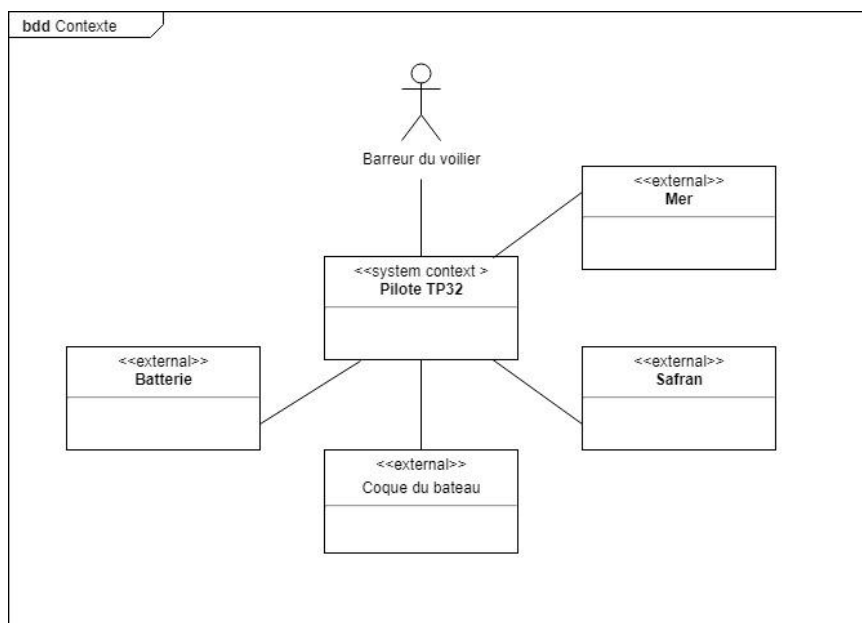 bdd Contexte
Barreur du voilier
<<external>>
Mer
<<system context >
Pilote TP32
<<external>>
Batterie
<<external>>
Safran
<<external>>
Coque du bateau